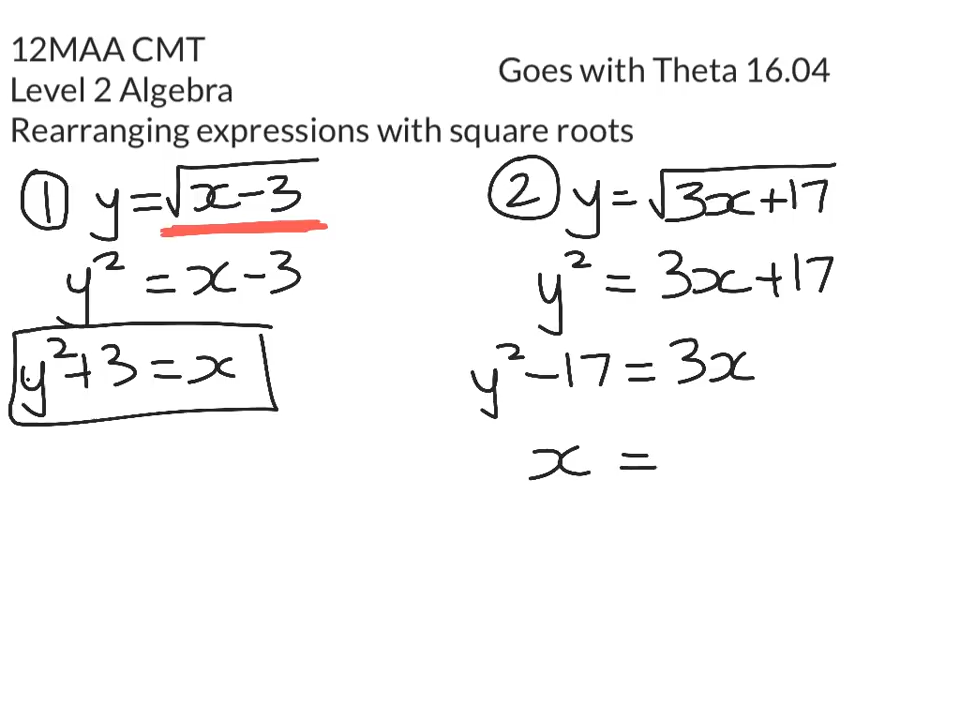 12MAA CMT
Level 2 Algebra
Goes with Theta 16.04
Rearranging expressions with square roots
① y=√x-3
y² = x-3
y²+3=x
② y=√3x+17
y² = 3x+17
y²-17=3x
x =